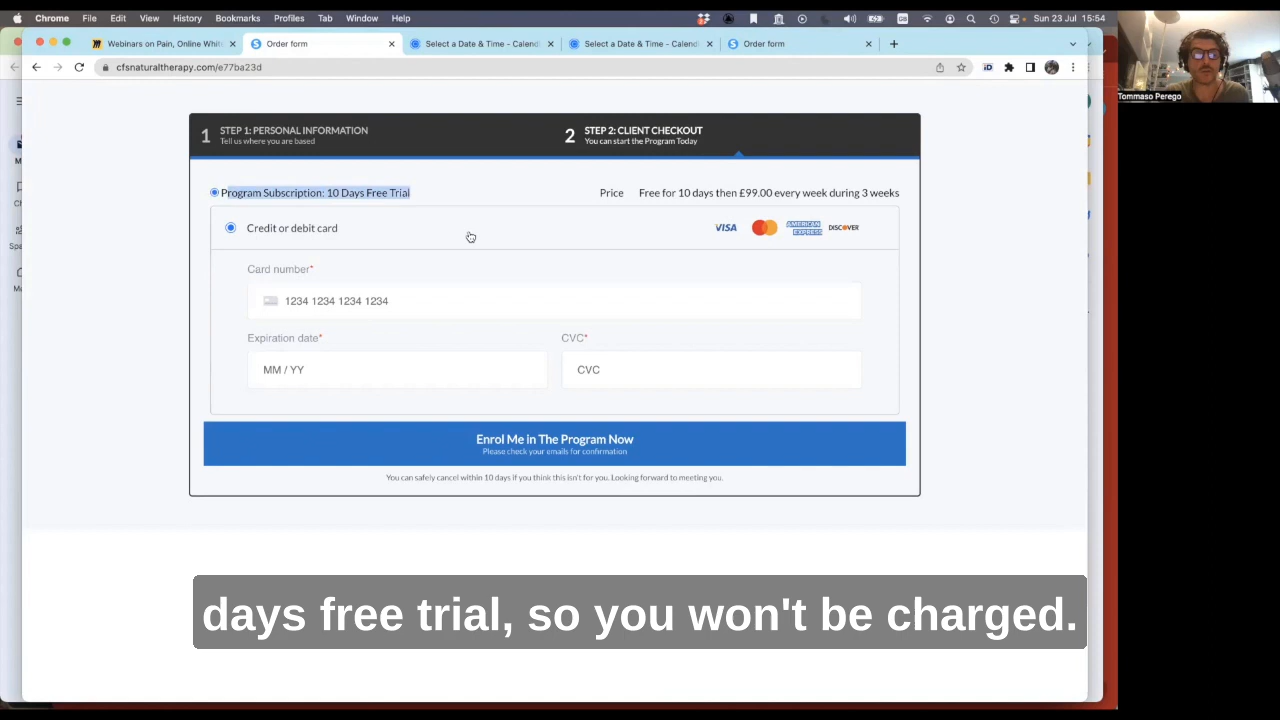 Chrome File Edit View History Bookmarks Profiles Tab Window Help
Sun 23 Jul 15:54
Webinars on Pain, Online Whit
Order form
Select a Date & Time - Calend
Select a Date & Time - Calend
Order form
cfsnaturaltherapy.com/e77ba23d
Tommaso Perego
1 STEP 1: PERSONAL INFORMATION
Tell us where you are based
2 STEP 2: CLIENT CHECKOUT
You can start the Program Today
Program Subscription: 10 Days Free Trial
Price Free for 10 days then £99.00 every week during 3 weeks
Credit or debit card
VISA AMERICAN EXPRESS DISCOVER
Card number*
1234 1234 1234 1234
Expiration date* CVC*
MM / YY CVC
Enrol Me in The Program Now
Please check your emails for confirmation
You can safely cancel within 10 days if you think this isn't for you. Looking forward to meeting you.
days free trial, so you won't be charged.